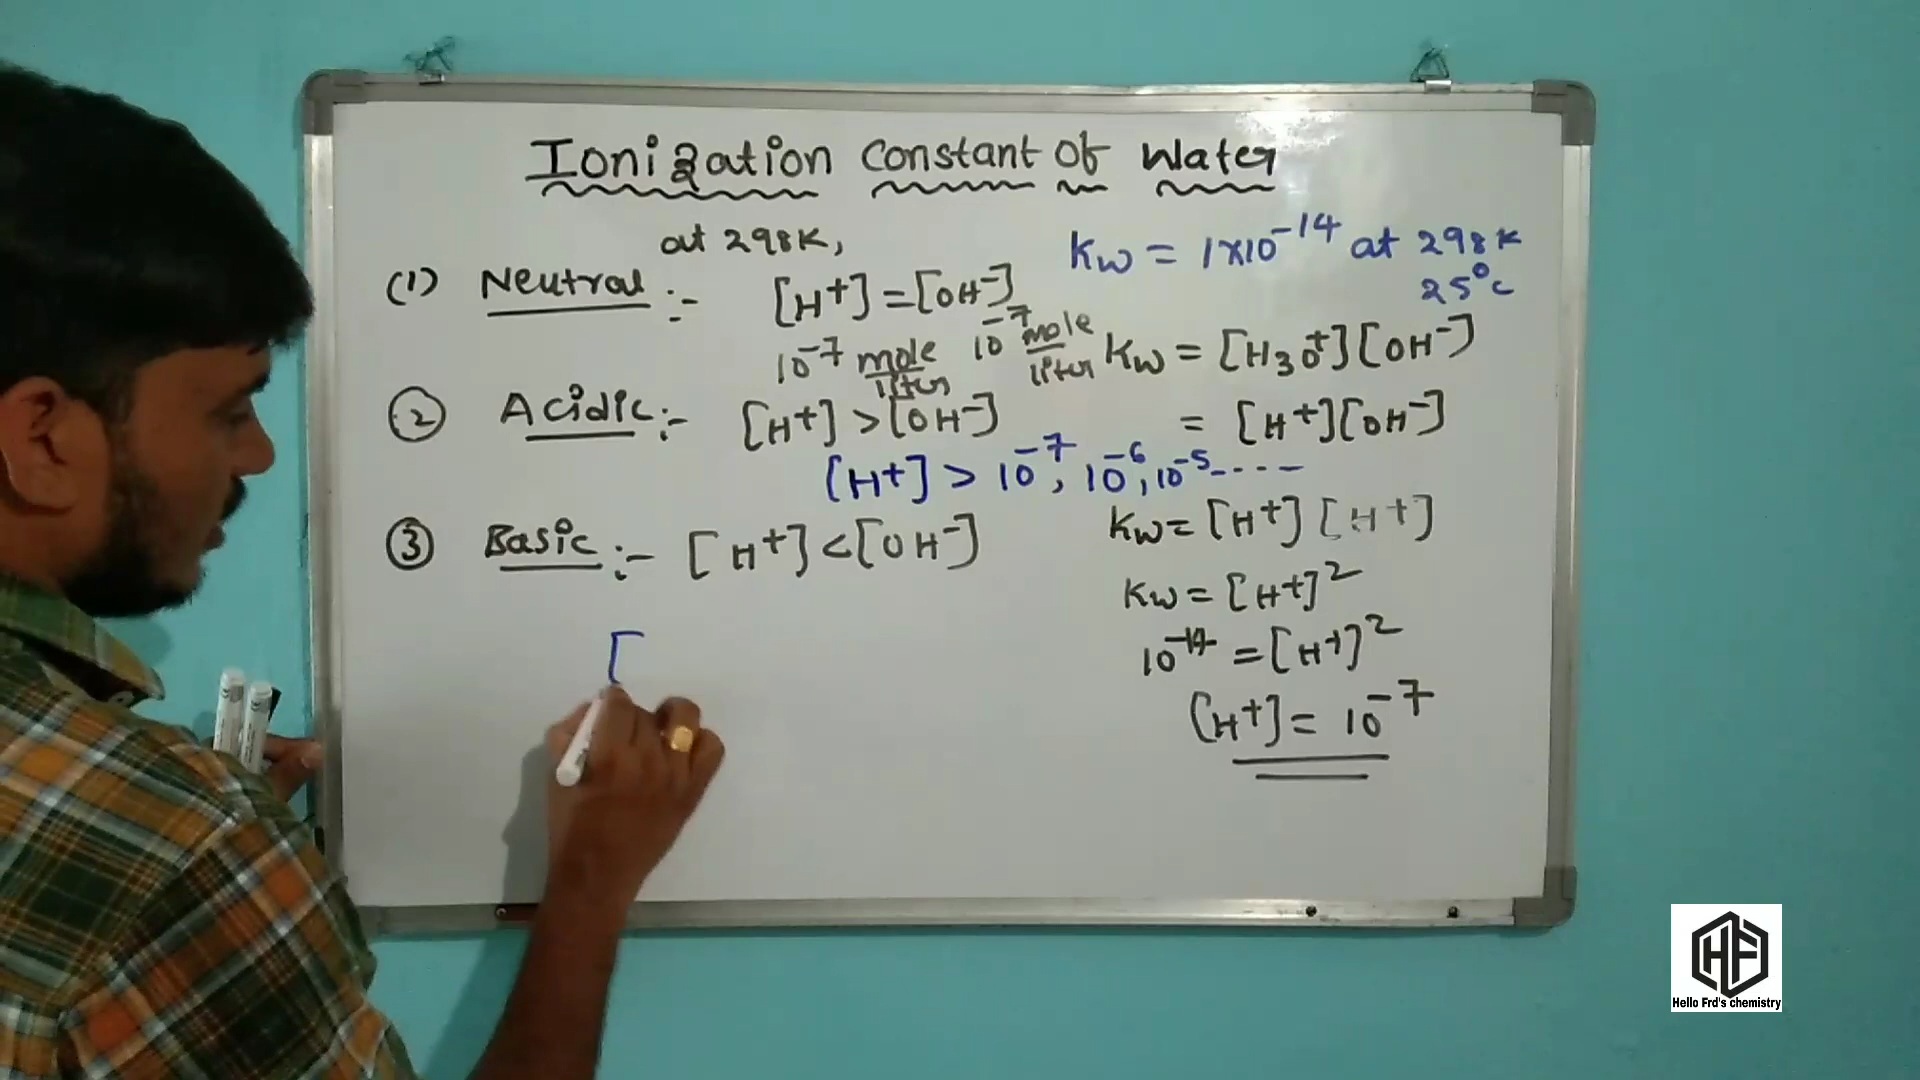 Ionization constant of Water
at 298K,
Kw = 1x10⁻¹⁴ at 298K
25°C
(1) Neutral :- [H⁺] = [OH⁻]
10⁻⁷ mole/liter 10⁻⁷ mole/liter
Kw = [H₃O⁺][OH⁻]
② Acidic :- [H⁺] > [OH⁻]
= [H⁺][OH⁻]
[H⁺] > 10⁻⁷, 10⁻⁶, 10⁻⁵-----
Kw = [H⁺][H⁺]
③ Basic :- [H⁺] < [OH⁻]
Kw = [H⁺]²
10⁻¹⁴ = [H⁺]²
[H⁺] = 10⁻⁷
[
HF
Hello Frd's chemistry